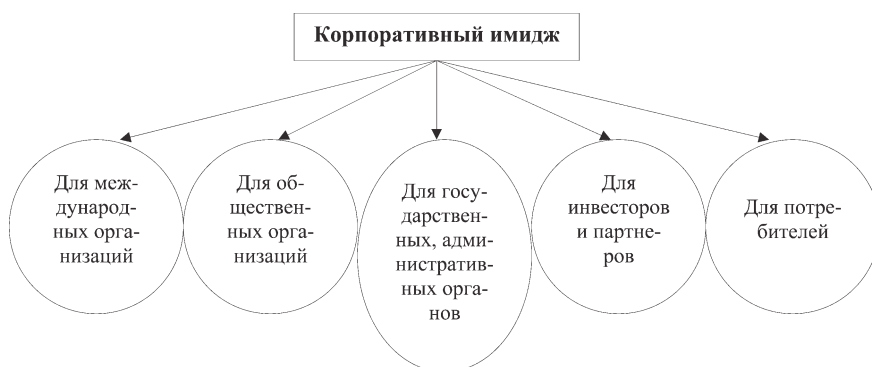 Корпоративный имидж
Для меж-
дународ-
ных орга-
низаций
Для об-
ществен-
ных орга-
низаций
Для госу-
дарствен-
ных, адми-
нистратив-
ных орга-
нов
Для
инвесторов
и партне-
ров
Для потре-
бителей